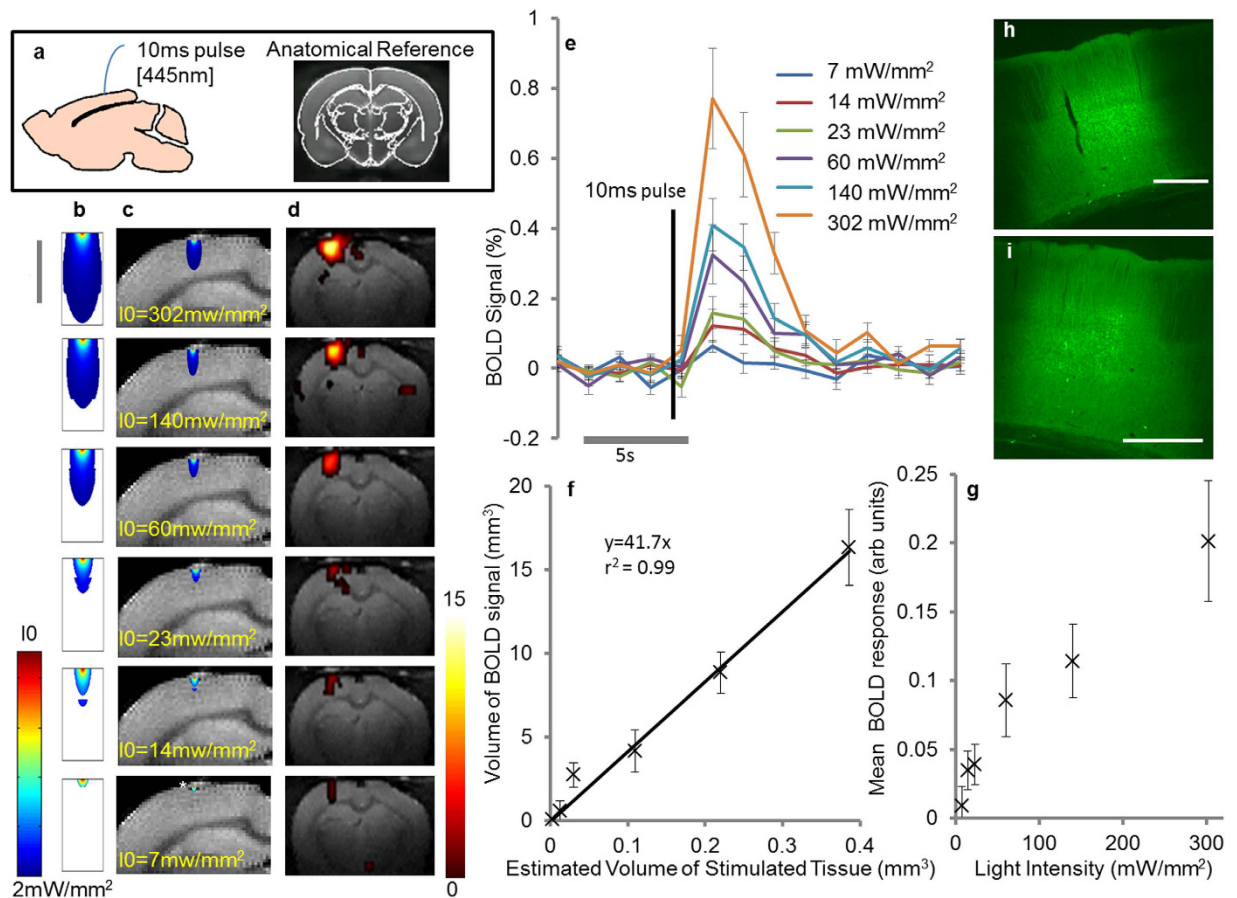 a
10ms pulse
[445nm]
Anatomical Reference
b
c
d
I0=302mw/mm²
I0=140mw/mm²
I0=60mw/mm²
I0=23mw/mm²
I0=14mw/mm²
*
I0=7mw/mm²
I0
2mW/mm²
15
0
e
BOLD Signal (%)
1
0.8
0.6
0.4
0.2
0
-0.2
10ms pulse
5s
7 mW/mm²
14 mW/mm²
23 mW/mm²
60 mW/mm²
140 mW/mm²
302 mW/mm²
h
i
f
Volume of BOLD signal (mm³)
20
15
10
5
0
y=41.7x
r² = 0.99
0 0.1 0.2 0.3 0.4
Estimated Volume of Stimulated Tissue (mm³)
g
Mean BOLD response (arb units)
0.25
0.2
0.15
0.1
0.05
0
0 100 200 300
Light Intensity (mW/mm²)